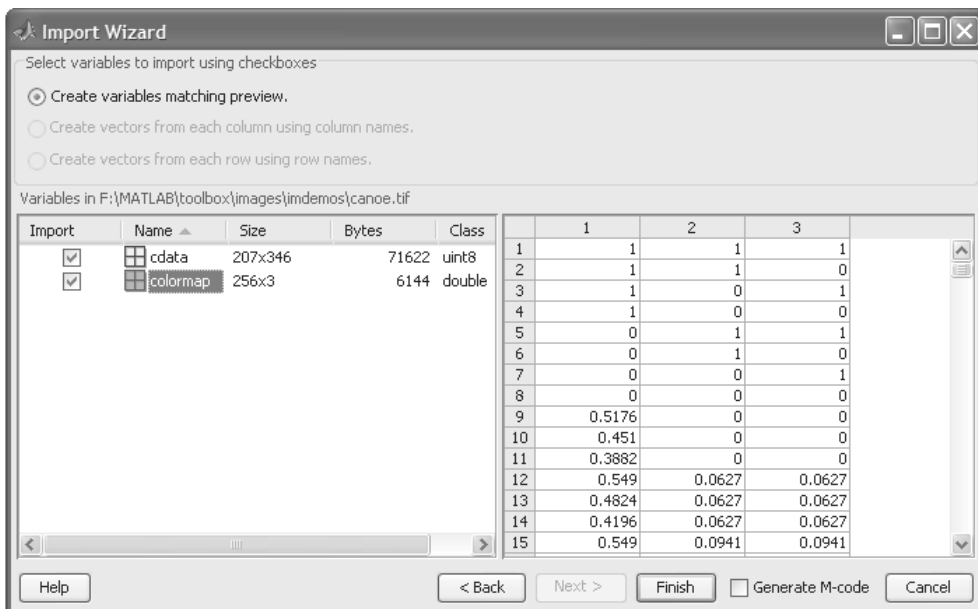 Import Wizard
Select variables to import using checkboxes
Create variables matching preview.
Create vectors from each column using column names.
Create vectors from each row using row names.
Variables in F:\MATLAB\toolbox\images\imdemos\canoe.tif
Import Name Size Bytes Class
cdata 207x346 71622 uint8
colormap 256x3 6144 double
1 2 3
1 1 1 1
2 1 1 0
3 1 0 1
4 1 0 0
5 0 1 1
6 0 1 0
7 0 0 1
8 0 0 0
9 0.5176 0 0
10 0.451 0 0
11 0.3882 0 0
12 0.549 0.0627 0.0627
13 0.4824 0.0627 0.0627
14 0.4196 0.0627 0.0627
15 0.549 0.0941 0.0941
Help < Back Next > Finish Generate M-code Cancel